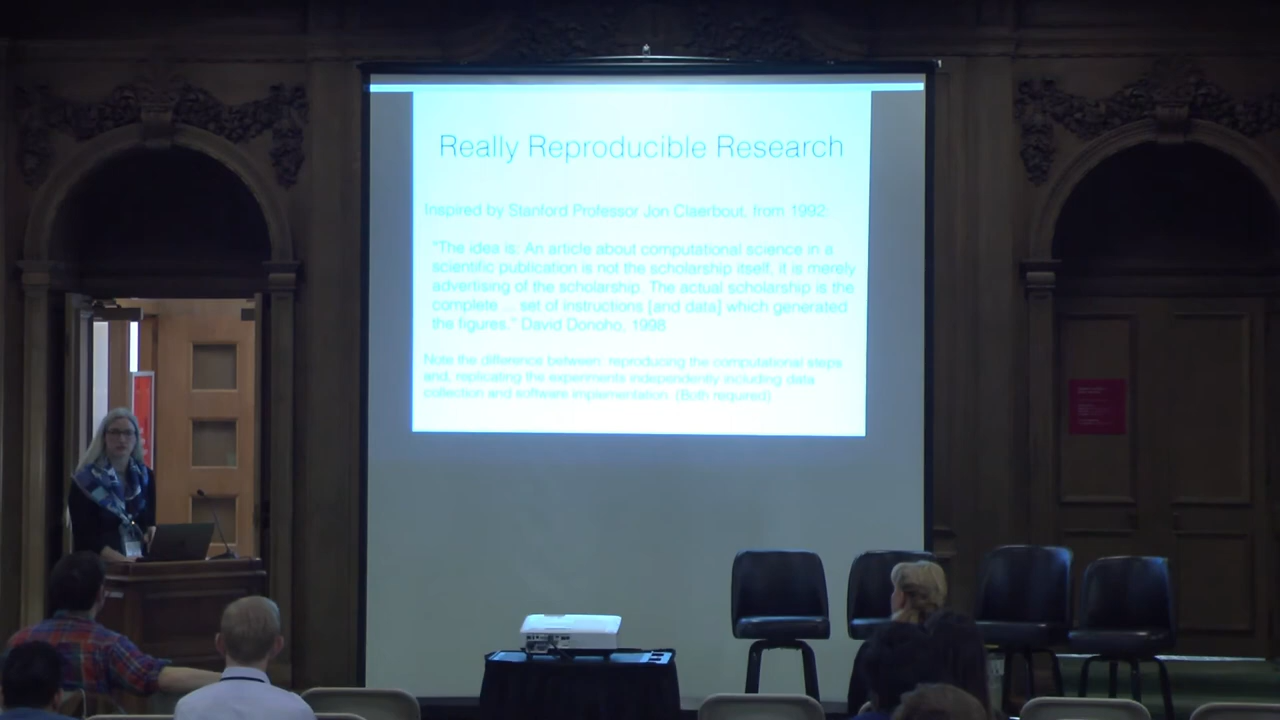 Really Reproducible Research
Inspired by Stanford Professor Jon Claerbout, from 1992:
"The idea is: An article about computational science in a
scientific publication is not the scholarship itself, it is merely
advertising of the scholarship. The actual scholarship is the
complete ... set of instructions [and data] which generated
the figures." David Donoho, 1998
Note the difference between: reproducing the computational steps
and, replicating the experiments independently including data
collection and software implementation. (Both required)